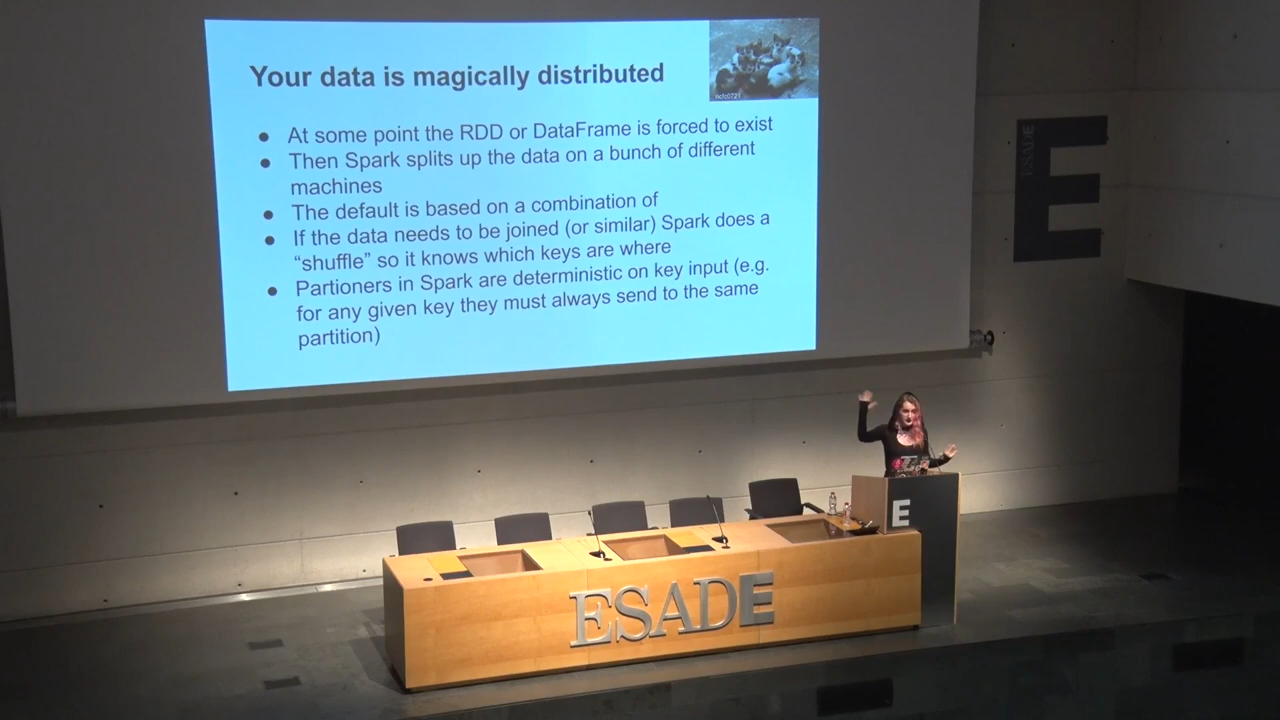 Your data is magically distributed
ncfc0721
● At some point the RDD or DataFrame is forced to exist
● Then Spark splits up the data on a bunch of different
machines
● The default is based on a combination of
● If the data needs to be joined (or similar) Spark does a
“shuffle” so it knows which keys are where
● Partioners in Spark are deterministic on key input (e.g.
for any given key they must always send to the same
partition)
ESADE
E
E
ESADE